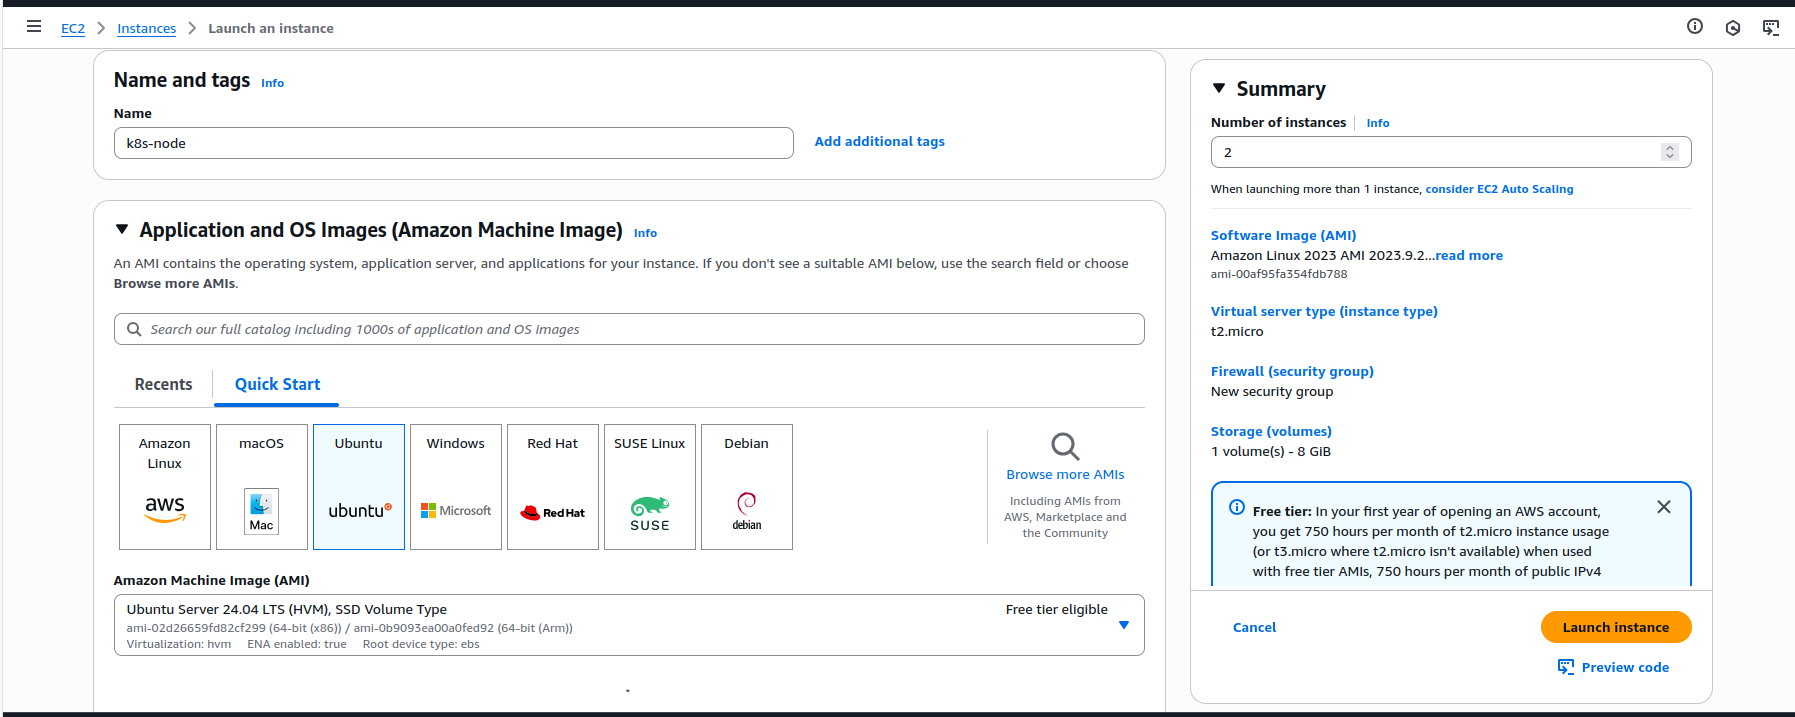 EC2 > Instances > Launch an instance
Name and tags Info
Name
k8s-node
Add additional tags
Application and OS Images (Amazon Machine Image) Info
An AMI contains the operating system, application server, and applications for your instance. If you don't see a suitable AMI below, use the search field or choose
Browse more AMIs.
Search our full catalog including 1000s of application and OS images
Recents
Quick Start
Amazon
Linux
aws
macOS
Mac
Ubuntu
ubuntu
Windows
Microsoft
Red Hat
Red Hat
SUSE Linux
SUSE
Debian
debian
Browse more AMIs
Including AMIs from
AWS, Marketplace and
the Community
Amazon Machine Image (AMI)
Ubuntu Server 24.04 LTS (HVM), SSD Volume Type
Free tier eligible
ami-02d26659fd82cf299 (64-bit (x86)) / ami-0b9093ea00a0fed92 (64-bit (Arm))
Virtualization: hvm ENA enabled: true Root device type: ebs
Summary
Number of instances Info
2
When launching more than 1 instance, consider EC2 Auto Scaling
Software Image (AMI)
Amazon Linux 2023 AMI 2023.9.2...read more
ami-00af95fa354fdb788
Virtual server type (instance type)
t2.micro
Firewall (security group)
New security group
Storage (volumes)
1 volume(s) - 8 GiB
Free tier: In your first year of opening an AWS account,
you get 750 hours per month of t2.micro instance usage
(or t3.micro where t2.micro isn't available) when used
with free tier AMIs, 750 hours per month of public IPv4
Cancel
Launch instance
Preview code